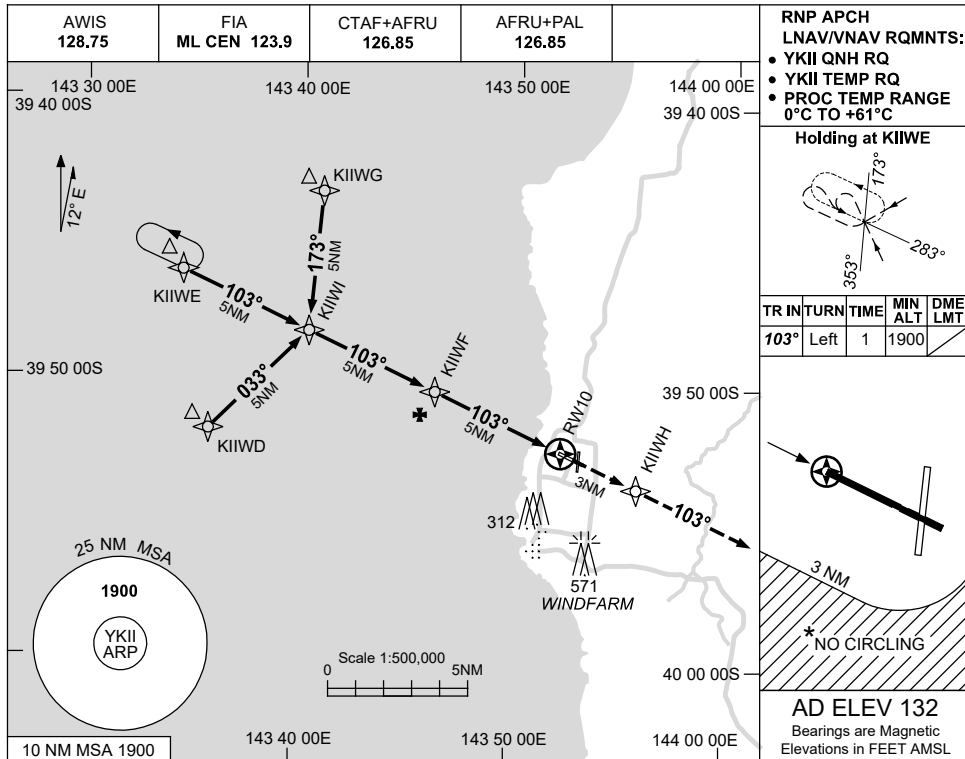 AWIS
128.75
FIA
ML CEN 123.9
CTAF+AFRU
126.85
AFRU+PAL
126.85
RNP APCH
LNAV/VNAV RQMNTS:
• YKII QNH RQ
• YKII TEMP RQ
• PROC TEMP RANGE
0°C TO +61°C
143 30 00E
143 40 00E
143 50 00E
144 00 00E
39 40 00S
39 40 00S
12° E
KIIWG
173°
5NM
KIIWE
103°
5NM
KIIWI
103°
5NM
KIIWF
033°
5NM
KIIWD
39 50 00S
39 50 00S
103°
5NM
RW10
3NM
KIIWH
103°
312
571
WINDFARM
25 NM MSA
1900
YKII
ARP
Scale 1:500,000
0
5NM
40 00 00S
10 NM MSA 1900
143 40 00E
143 50 00E
144 00 00E
Holding at KIIWE
173°
283°
353°
TR IN TURN TIME MIN ALT DME LMT
103° Left 1 1900
3 NM
*NO CIRCLING
AD ELEV 132
Bearings are Magnetic
Elevations in FEET AMSL